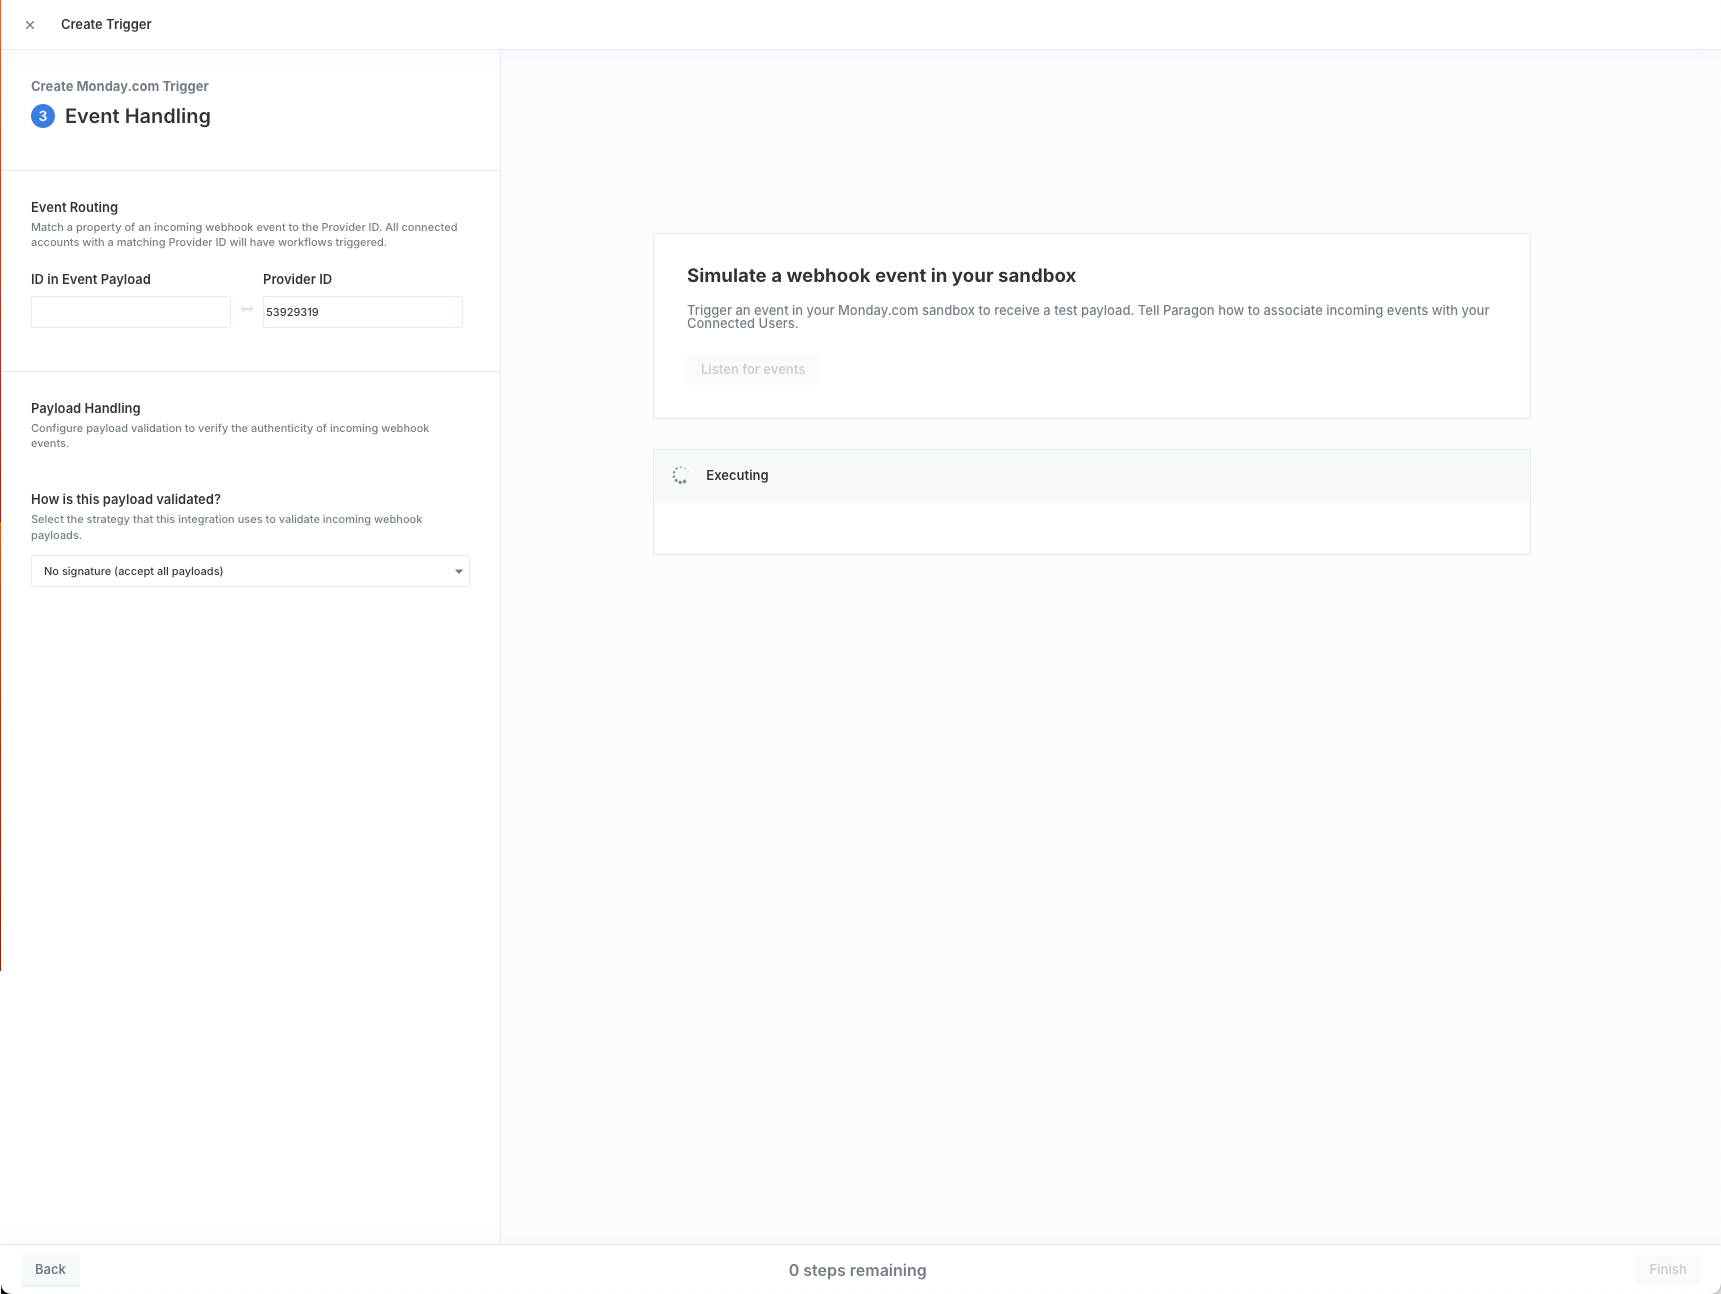 Create Trigger
Create Monday.com Trigger
3 Event Handling
Event Routing
Match a property of an incoming webhook event to the Provider ID. All connected
accounts with a matching Provider ID will have workflows triggered.
ID in Event Payload Provider ID
53929319
Payload Handling
Configure payload validation to verify the authenticity of incoming webhook
events.
How is this payload validated?
Select the strategy that this integration uses to validate incoming webhook
payloads.
No signature (accept all payloads)
Simulate a webhook event in your sandbox
Trigger an event in your Monday.com sandbox to receive a test payload. Tell Paragon how to associate incoming events with your
Connected Users.
Listen for events
Executing
Back
0 steps remaining
Finish